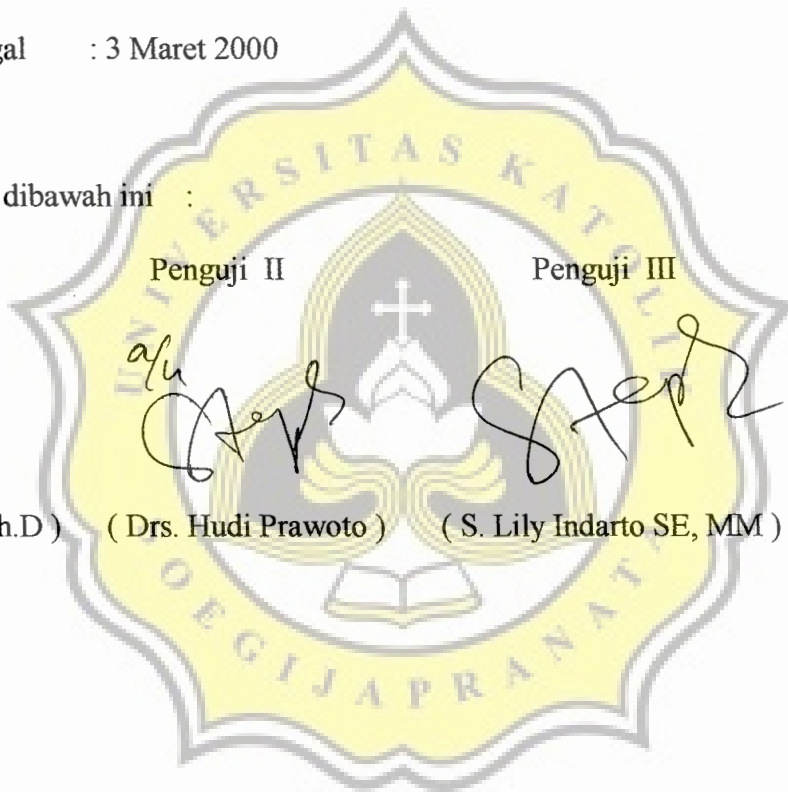 gal : 3 Maret 2000
dibawah ini :
Penguji II Penguji III
a/n
h.D ) ( Drs. Hudi Prawoto ) ( S. Lily Indarto SE, MM )
UNIVERSITAS KATOLIK
SOEGIJAPRANATA